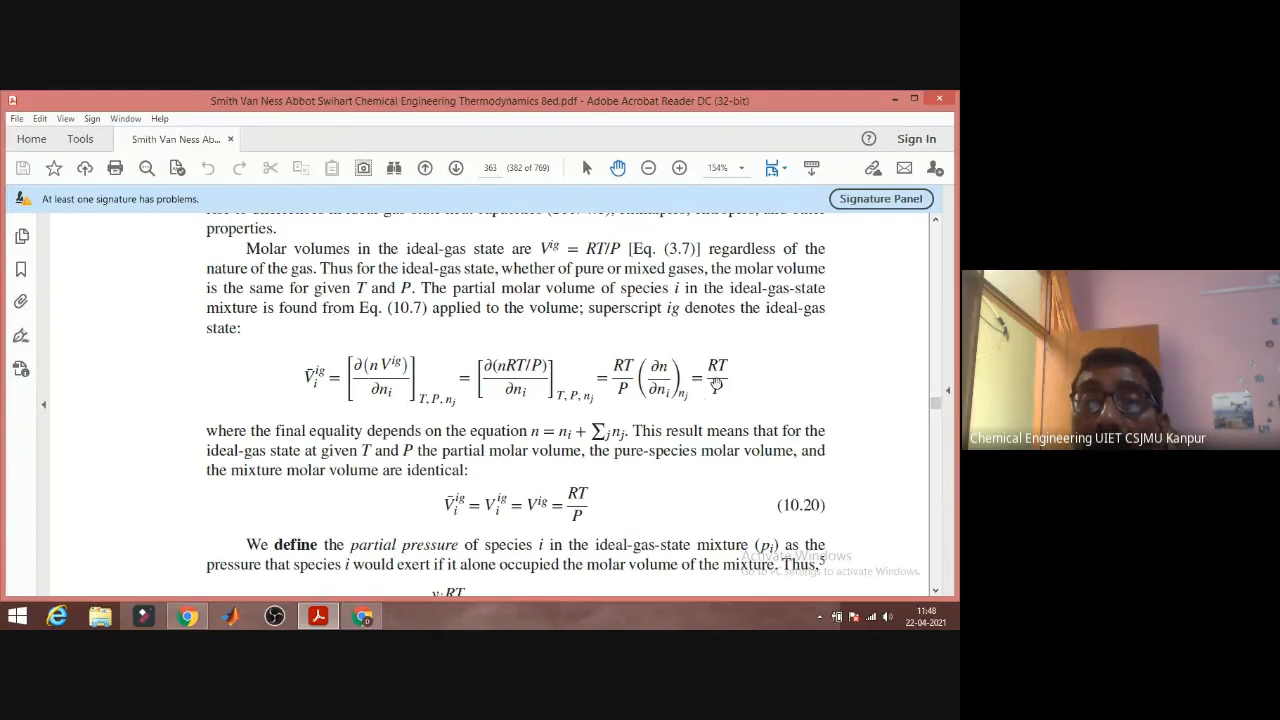 Smith Van Ness Abbot Swihart Chemical Engineering Thermodynamics 8ed.pdf - Adobe Acrobat Reader DC (32-bit)
File Edit View Sign Window Help
Home Tools Smith Van Ness Ab... × Sign In
363 (382 of 769) 154%
At least one signature has problems. Signature Panel
properties.
Molar volumes in the ideal-gas state are V^ig = RT/P [Eq. (3.7)] regardless of the
nature of the gas. Thus for the ideal-gas state, whether of pure or mixed gases, the molar volume
is the same for given T and P. The partial molar volume of species i in the ideal-gas-state
mixture is found from Eq. (10.7) applied to the volume; superscript ig denotes the ideal-gas
state:
V̄_i^ig = [∂(n V^ig)/∂n_i]_T, P, n_j = [∂(nRT/P)/∂n_i]_T, P, n_j = RT/P (∂n/∂n_i)_n_j = RT/P
where the final equality depends on the equation n = n_i + ∑_j n_j. This result means that for the
ideal-gas state at given T and P the partial molar volume, the pure-species molar volume, and
the mixture molar volume are identical:
V̄_i^ig = V_i^ig = V^ig = RT/P (10.20)
We define the partial pressure of species i in the ideal-gas-state mixture (p_i) as the
pressure that species i would exert if it alone occupied the molar volume of the mixture. Thus,^5
Activate Windows
Go to PC settings to activate Windows.
11:48
22-04-2021
Chemical Engineering UIET CSJMU Kanpur